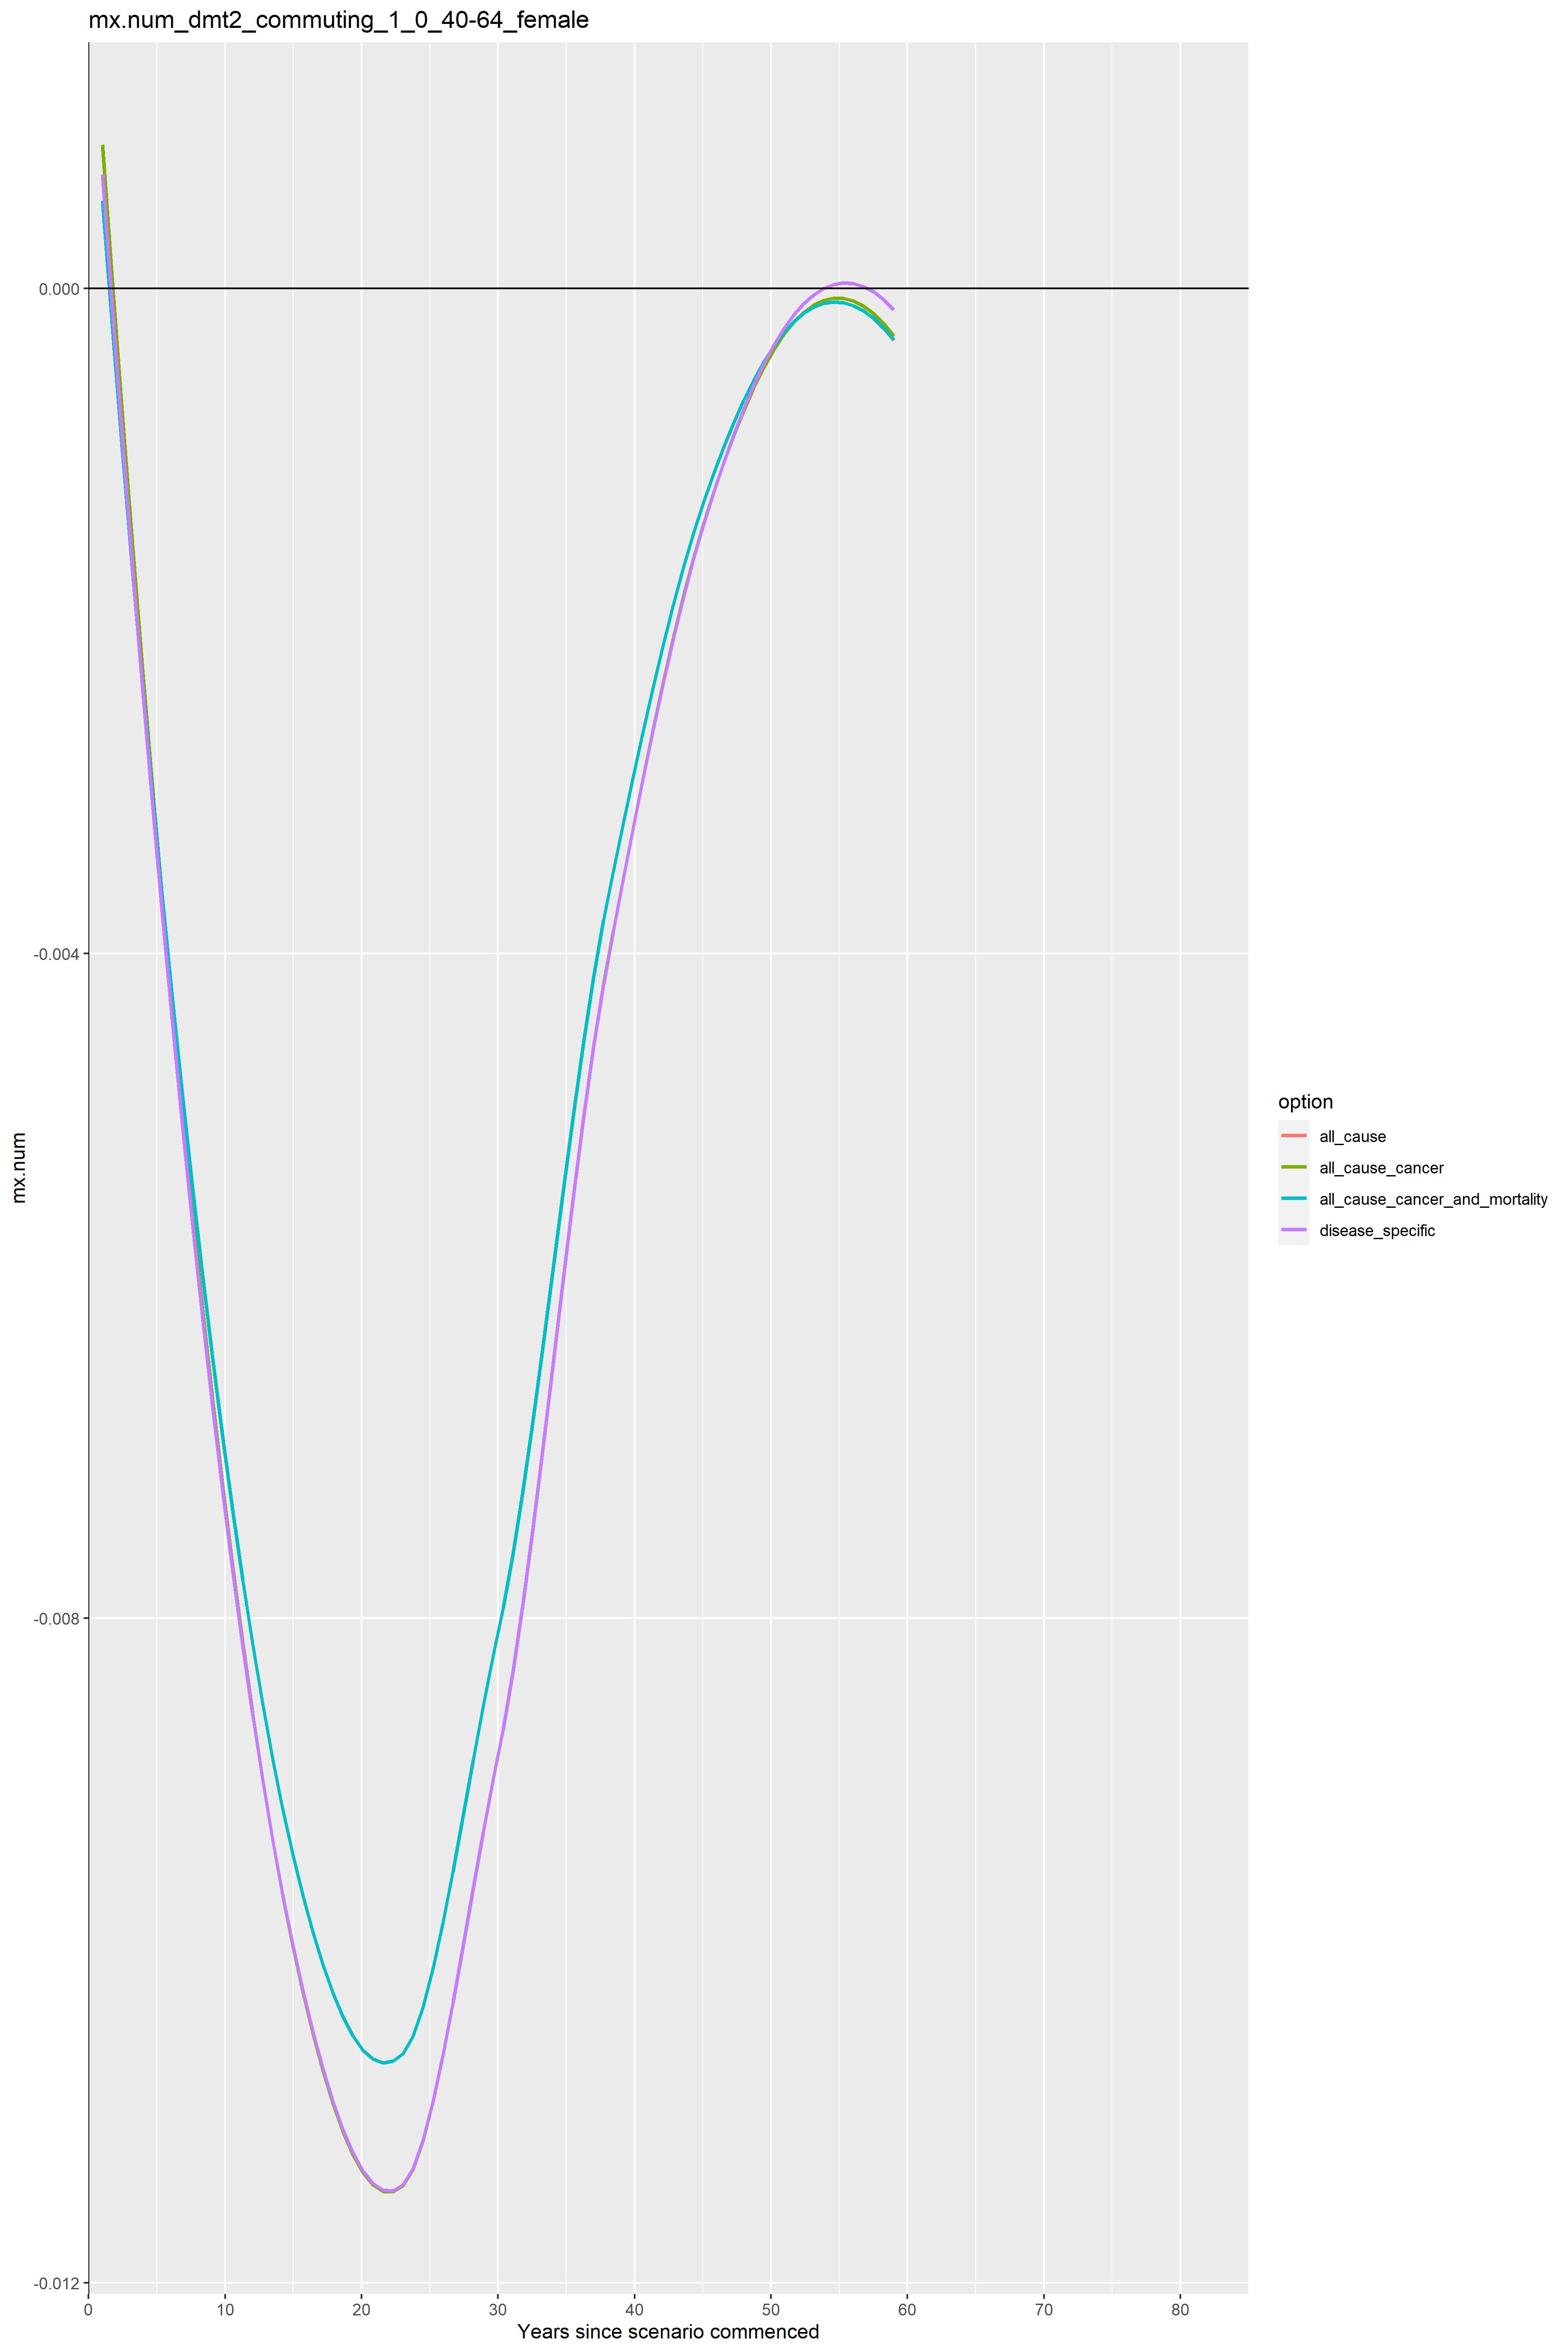 mx.num_dmt2_commuting_1_0_40-64_female
0.000
-0.004
-0.008
-0.012
mx.num
0 10 20 30 40 50 60 70 80
Years since scenario commenced
option
all_cause
all_cause_cancer
all_cause_cancer_and_mortality
disease_specific